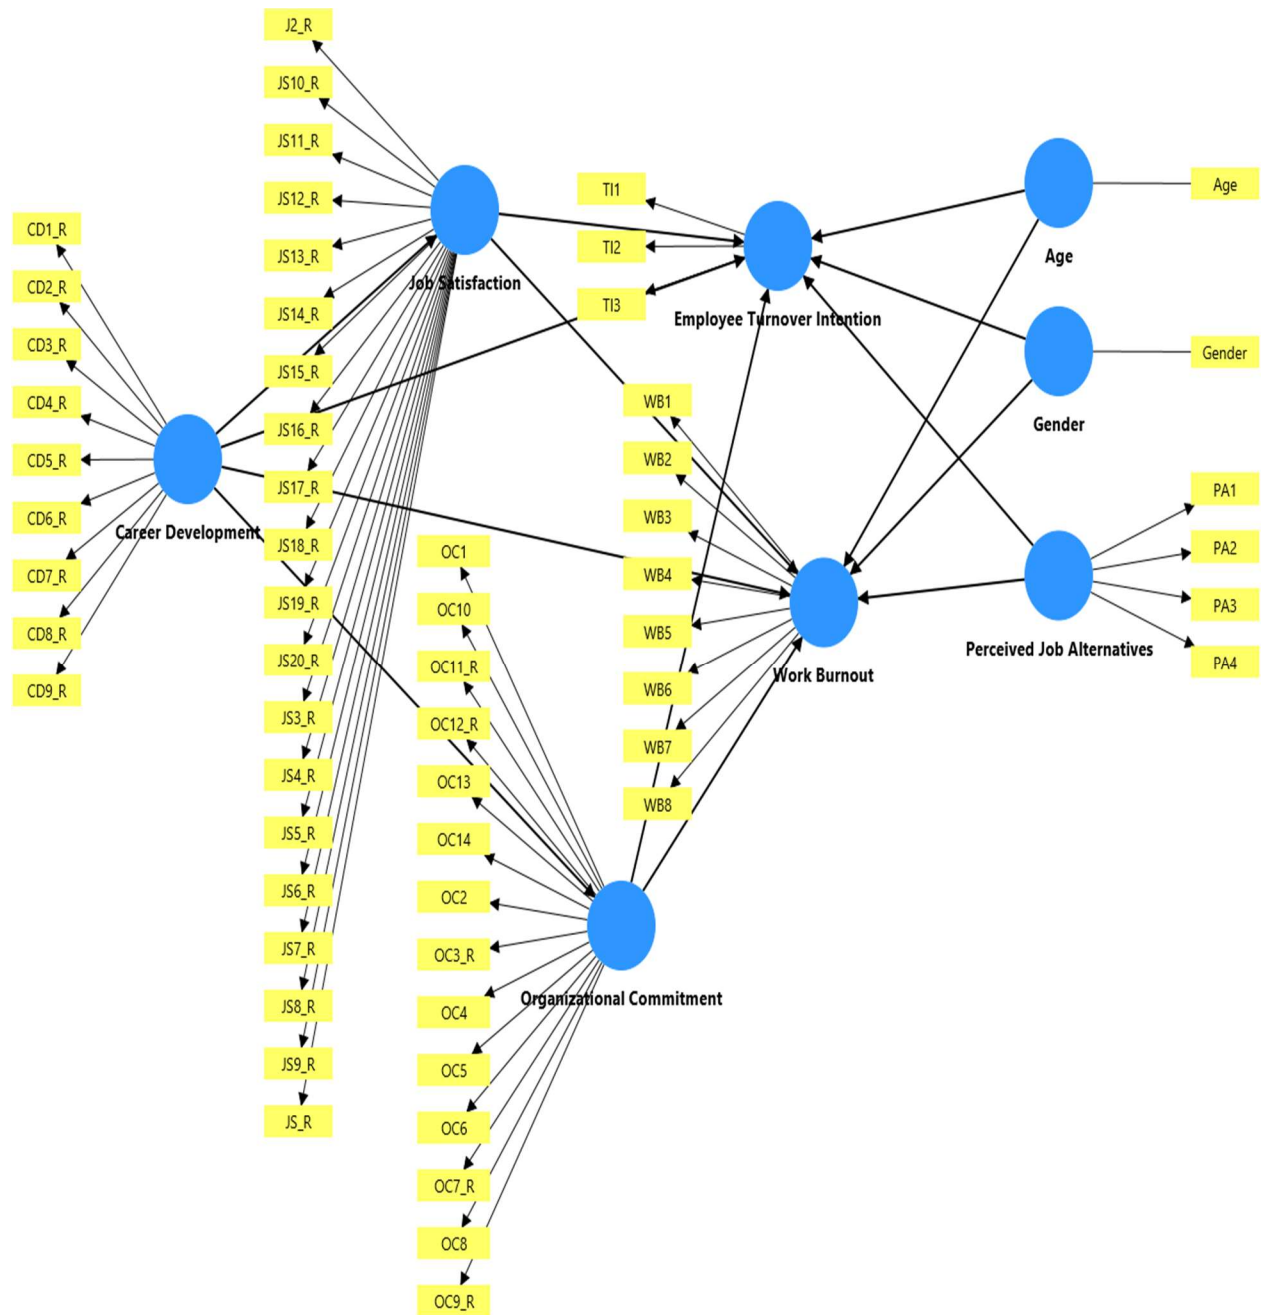 J2_R
JS10_R
JS11_R
JS12_R
JS13_R
JS14_R
JS15_R
JS16_R
JS17_R
JS18_R
JS19_R
JS20_R
JS3_R
JS4_R
JS5_R
JS6_R
JS7_R
JS8_R
JS9_R
JS_R
Job Satisfaction
CD1_R
CD2_R
CD3_R
CD4_R
CD5_R
CD6_R
CD7_R
CD8_R
CD9_R
Career Development
TI1
TI2
TI3
Employee Turnover Intention
Age
Age
Gender
Gender
WB1
WB2
WB3
WB4
WB5
WB6
WB7
WB8
Work Burnout
PA1
PA2
PA3
PA4
Perceived Job Alternatives
OC1
OC10
OC11_R
OC12_R
OC13
OC14
OC2
OC3_R
OC4
OC5
OC6
OC7_R
OC8
OC9_R
Organizational Commitment